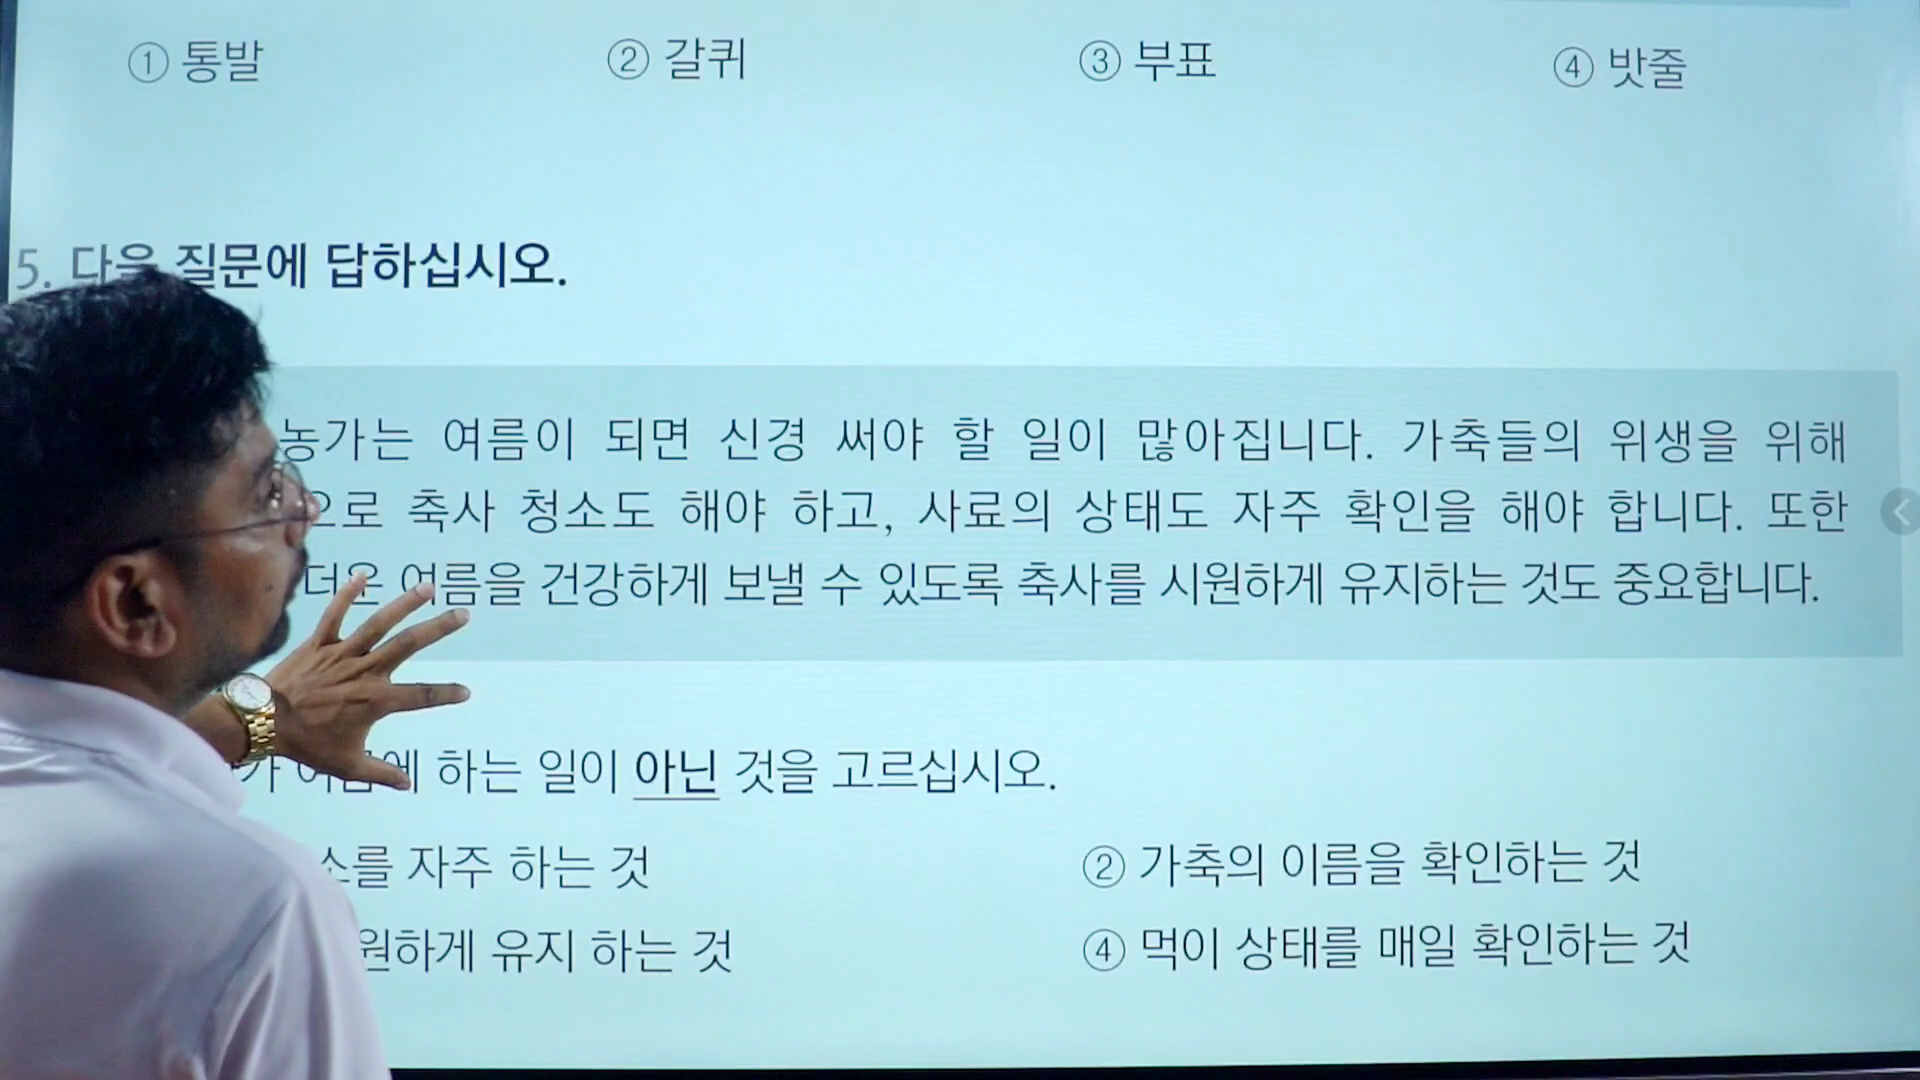 ① 통발 ② 갈퀴 ③ 부표 ④ 밧줄
5. 다음 질문에 답하십시오.
농가는 여름이 되면 신경 써야 할 일이 많아집니다. 가축들의 위생을 위해
으로 축사 청소도 해야 하고, 사료의 상태도 자주 확인을 해야 합니다. 또한
더운 여름을 건강하게 보낼 수 있도록 축사를 시원하게 유지하는 것도 중요합니다.
하는 일이 아닌 것을 고르십시오.
자주 하는 것 ② 가축의 이름을 확인하는 것
원하게 유지 하는 것 ④ 먹이 상태를 매일 확인하는 것